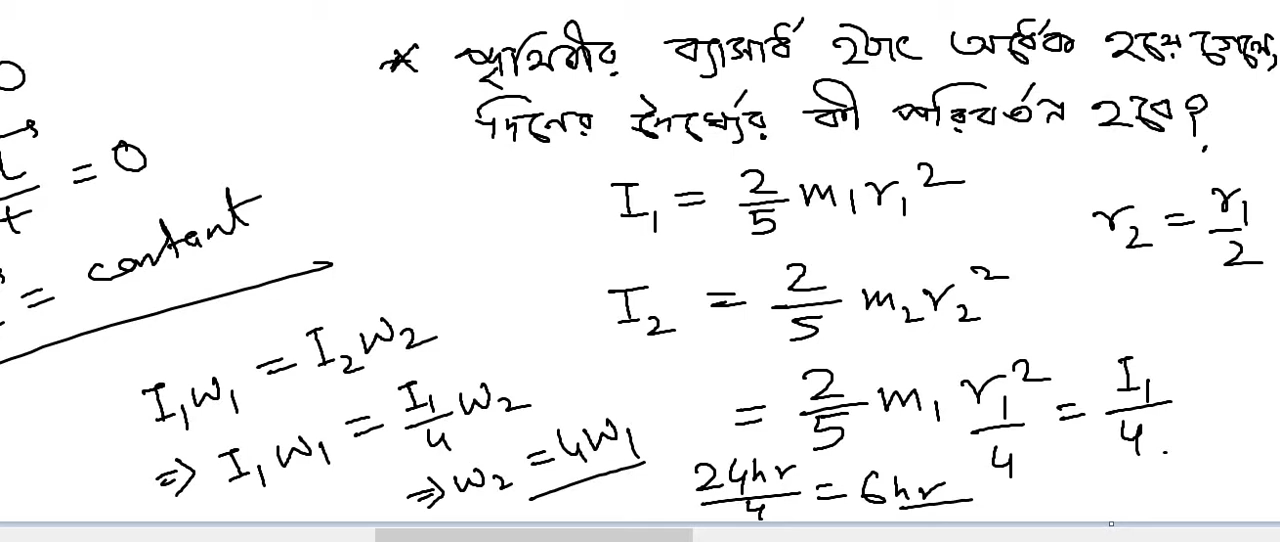 * পৃথিবীর ব্যাসার্ধ হঠাৎ অর্ধেক হয়ে গেলে,
দিনের দৈর্ঘ্যের কী পরিবর্তন হবে?
I₁ = 2/5 m₁r₁²
r₂ = r₁/2
I₂ = 2/5 m₂r₂²
= 2/5 m₁ r₁²/4 = I₁/4.
= 0
= contant
I₁w₁ = I₂w₂
⇒ I₁w₁ = I₁/4 w₂
⇒ w₂ = 4w₁
24hr/4 = 6hr